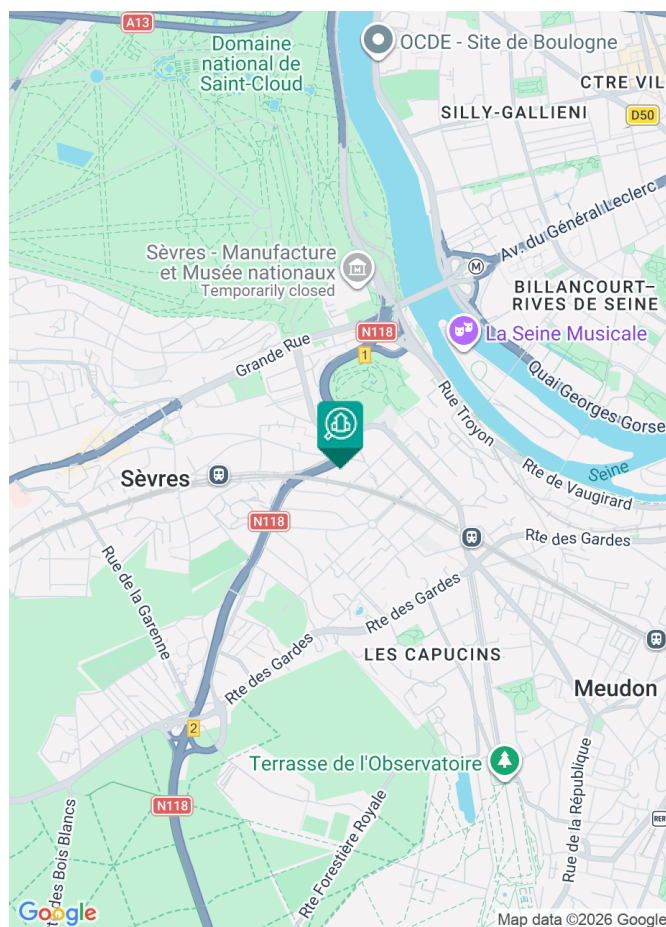 A13
Domaine
national de
Saint-Cloud
OCDE - Site de Boulogne
CTRE VIL
SILLY-GALLIENI
D50
Av. du Général Leclerc
Sèvres - Manufacture
et Musée nationaux
Temporarily closed
M
BILLANCOURT–
RIVES DE SEINE
N118
La Seine Musicale
1
Grande Rue
Quai Georges Gorse
Rue Troyon
Seine
Rte de Vaugirard
Sèvres
N118
Rte des Gardes
Rue de la Garenne
Rte des Gardes
LES CAPUCINS
Rte des Gardes
Meudon
2
Terrasse de l'Observatoire
N118
Rue de la République
Rte Forestière Royale
des Bois Blancs
RER
Google
Map data ©2026 Google